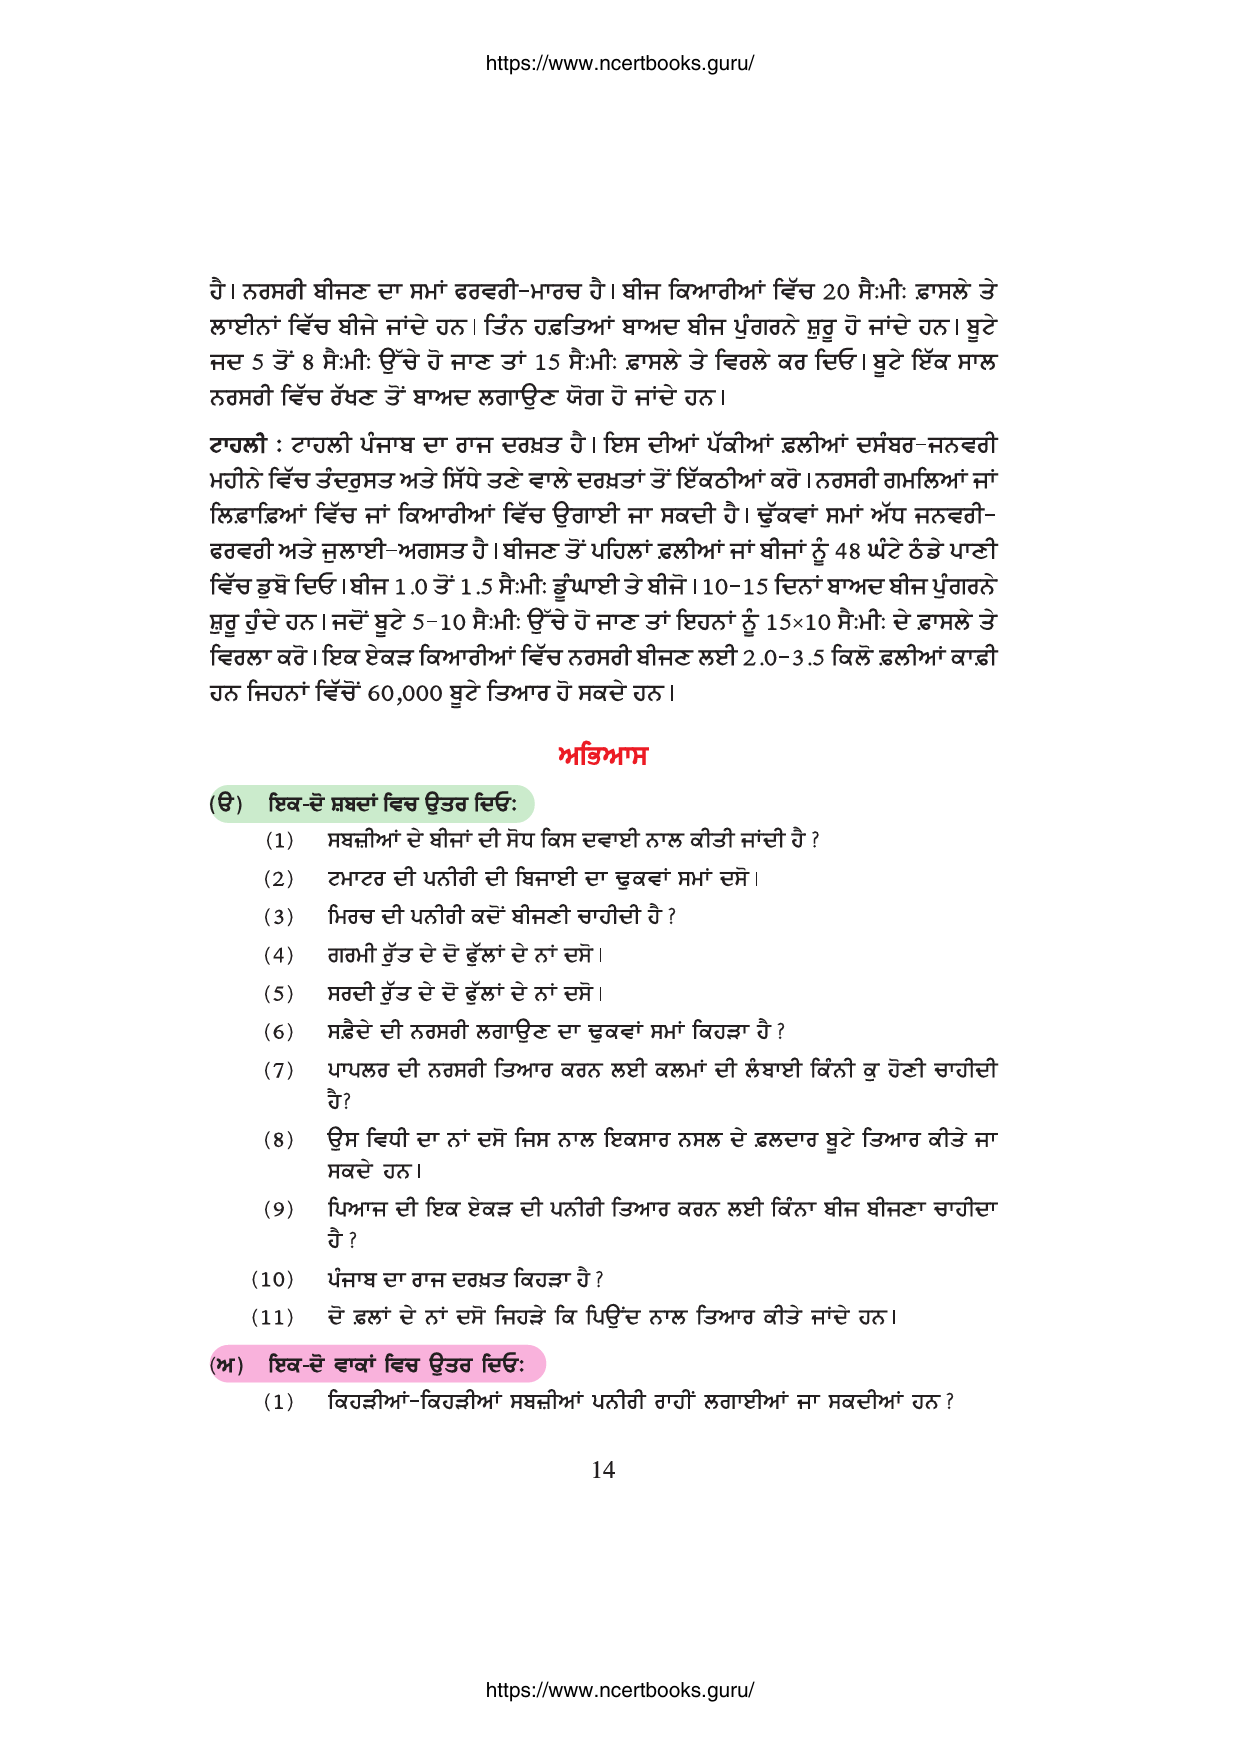 https://www.ncertbooks.guru/
ਹੈ। ਨਰਸਰੀ ਬੀਜਣ ਦਾ ਸਮਾਂ ਫਰਵਰੀ-ਮਾਰਚ ਹੈ। ਬੀਜ ਕਿਆਰੀਆਂ ਵਿੱਚ 20 ਸੈ:ਮੀ: ਫ਼ਾਸਲੇ ਤੇ
ਲਾਈਨਾਂ ਵਿੱਚ ਬੀਜੇ ਜਾਂਦੇ ਹਨ। ਤਿੰਨ ਹਫ਼ਤਿਆਂ ਬਾਅਦ ਬੀਜ ਪੁੰਗਰਨੇ ਸ਼ੁਰੂ ਹੋ ਜਾਂਦੇ ਹਨ। ਬੂਟੇ
ਜਦ 5 ਤੋਂ 8 ਸੈ:ਮੀ: ਉੱਚੇ ਹੋ ਜਾਣ ਤਾਂ 15 ਸੈ:ਮੀ: ਫ਼ਾਸਲੇ ਤੇ ਵਿਰਲੇ ਕਰ ਦਿਓ। ਬੂਟੇ ਇੱਕ ਸਾਲ
ਨਰਸਰੀ ਵਿੱਚ ਰੱਖਣ ਤੋਂ ਬਾਅਦ ਲਗਾਉਣ ਯੋਗ ਹੋ ਜਾਂਦੇ ਹਨ।
ਟਾਹਲੀ : ਟਾਹਲੀ ਪੰਜਾਬ ਦਾ ਰਾਜ ਦਰਖ਼ਤ ਹੈ। ਇਸ ਦੀਆਂ ਪੱਕੀਆਂ ਫ਼ਲੀਆਂ ਦਸੰਬਰ-ਜਨਵਰੀ
ਮਹੀਨੇ ਵਿੱਚ ਤੰਦਰੁਸਤ ਅਤੇ ਸਿੱਧੇ ਤਣੇ ਵਾਲੇ ਦਰਖ਼ਤਾਂ ਤੋਂ ਇੱਕਠੀਆਂ ਕਰੋ। ਨਰਸਰੀ ਗਮਲਿਆਂ ਜਾਂ
ਲਿਫ਼ਾਫ਼ਿਆਂ ਵਿੱਚ ਜਾਂ ਕਿਆਰੀਆਂ ਵਿੱਚ ਉਗਾਈ ਜਾ ਸਕਦੀ ਹੈ। ਢੁੱਕਵਾਂ ਸਮਾਂ ਅੱਧ ਜਨਵਰੀ-
ਫਰਵਰੀ ਅਤੇ ਜੁਲਾਈ-ਅਗਸਤ ਹੈ। ਬੀਜਣ ਤੋਂ ਪਹਿਲਾਂ ਫ਼ਲੀਆਂ ਜਾਂ ਬੀਜਾਂ ਨੂੰ 48 ਘੰਟੇ ਠੰਡੇ ਪਾਣੀ
ਵਿੱਚ ਡੁਬੋ ਦਿਓ। ਬੀਜ 1.0 ਤੋਂ 1.5 ਸੈ:ਮੀ: ਡੂੰਘਾਈ ਤੇ ਬੀਜੋ। 10-15 ਦਿਨਾਂ ਬਾਅਦ ਬੀਜ ਪੁੰਗਰਨੇ
ਸ਼ੁਰੂ ਹੁੰਦੇ ਹਨ। ਜਦੋਂ ਬੂਟੇ 5-10 ਸੈ:ਮੀ: ਉੱਚੇ ਹੋ ਜਾਣ ਤਾਂ ਇਹਨਾਂ ਨੂੰ 15×10 ਸੈ:ਮੀ: ਦੇ ਫ਼ਾਸਲੇ ਤੇ
ਵਿਰਲਾ ਕਰੋ। ਇਕ ਏਕੜ ਕਿਆਰੀਆਂ ਵਿੱਚ ਨਰਸਰੀ ਬੀਜਣ ਲਈ 2.0-3.5 ਕਿਲੋ ਫ਼ਲੀਆਂ ਕਾਫ਼ੀ
ਹਨ ਜਿਹਨਾਂ ਵਿੱਚੋਂ 60,000 ਬੂਟੇ ਤਿਆਰ ਹੋ ਸਕਦੇ ਹਨ।
ਅਭਿਆਸ
(ੳ) ਇਕ-ਦੋ ਸ਼ਬਦਾਂ ਵਿਚ ਉਤਰ ਦਿਓ:
(1) ਸਬਜ਼ੀਆਂ ਦੇ ਬੀਜਾਂ ਦੀ ਸੋਧ ਕਿਸ ਦਵਾਈ ਨਾਲ ਕੀਤੀ ਜਾਂਦੀ ਹੈ ?
(2) ਟਮਾਟਰ ਦੀ ਪਨੀਰੀ ਦੀ ਬਿਜਾਈ ਦਾ ਢੁਕਵਾਂ ਸਮਾਂ ਦਸੋ।
(3) ਮਿਰਚ ਦੀ ਪਨੀਰੀ ਕਦੋਂ ਬੀਜਣੀ ਚਾਹੀਦੀ ਹੈ ?
(4) ਗਰਮੀ ਰੁੱਤ ਦੇ ਦੋ ਫੁੱਲਾਂ ਦੇ ਨਾਂ ਦਸੋ।
(5) ਸਰਦੀ ਰੁੱਤ ਦੇ ਦੋ ਫੁੱਲਾਂ ਦੇ ਨਾਂ ਦਸੋ।
(6) ਸਫ਼ੈਦੇ ਦੀ ਨਰਸਰੀ ਲਗਾਉਣ ਦਾ ਢੁਕਵਾਂ ਸਮਾਂ ਕਿਹੜਾ ਹੈ ?
(7) ਪਾਪਲਰ ਦੀ ਨਰਸਰੀ ਤਿਆਰ ਕਰਨ ਲਈ ਕਲਮਾਂ ਦੀ ਲੰਬਾਈ ਕਿੰਨੀ ਕੁ ਹੋਣੀ ਚਾਹੀਦੀ
ਹੈ?
(8) ਉਸ ਵਿਧੀ ਦਾ ਨਾਂ ਦਸੋ ਜਿਸ ਨਾਲ ਇਕਸਾਰ ਨਸਲ ਦੇ ਫ਼ਲਦਾਰ ਬੂਟੇ ਤਿਆਰ ਕੀਤੇ ਜਾ
ਸਕਦੇ ਹਨ।
(9) ਪਿਆਜ ਦੀ ਇਕ ਏਕੜ ਦੀ ਪਨੀਰੀ ਤਿਆਰ ਕਰਨ ਲਈ ਕਿੰਨਾ ਬੀਜ ਬੀਜਣਾ ਚਾਹੀਦਾ
ਹੈ ?
(10) ਪੰਜਾਬ ਦਾ ਰਾਜ ਦਰਖ਼ਤ ਕਿਹੜਾ ਹੈ ?
(11) ਦੋ ਫ਼ਲਾਂ ਦੇ ਨਾਂ ਦਸੋ ਜਿਹੜੇ ਕਿ ਪਿਉਂਦ ਨਾਲ ਤਿਆਰ ਕੀਤੇ ਜਾਂਦੇ ਹਨ।
(ਅ) ਇਕ-ਦੋ ਵਾਕਾਂ ਵਿਚ ਉਤਰ ਦਿਓ:
(1) ਕਿਹੜੀਆਂ-ਕਿਹੜੀਆਂ ਸਬਜ਼ੀਆਂ ਪਨੀਰੀ ਰਾਹੀਂ ਲਗਾਈਆਂ ਜਾ ਸਕਦੀਆਂ ਹਨ ?
14
https://www.ncertbooks.guru/